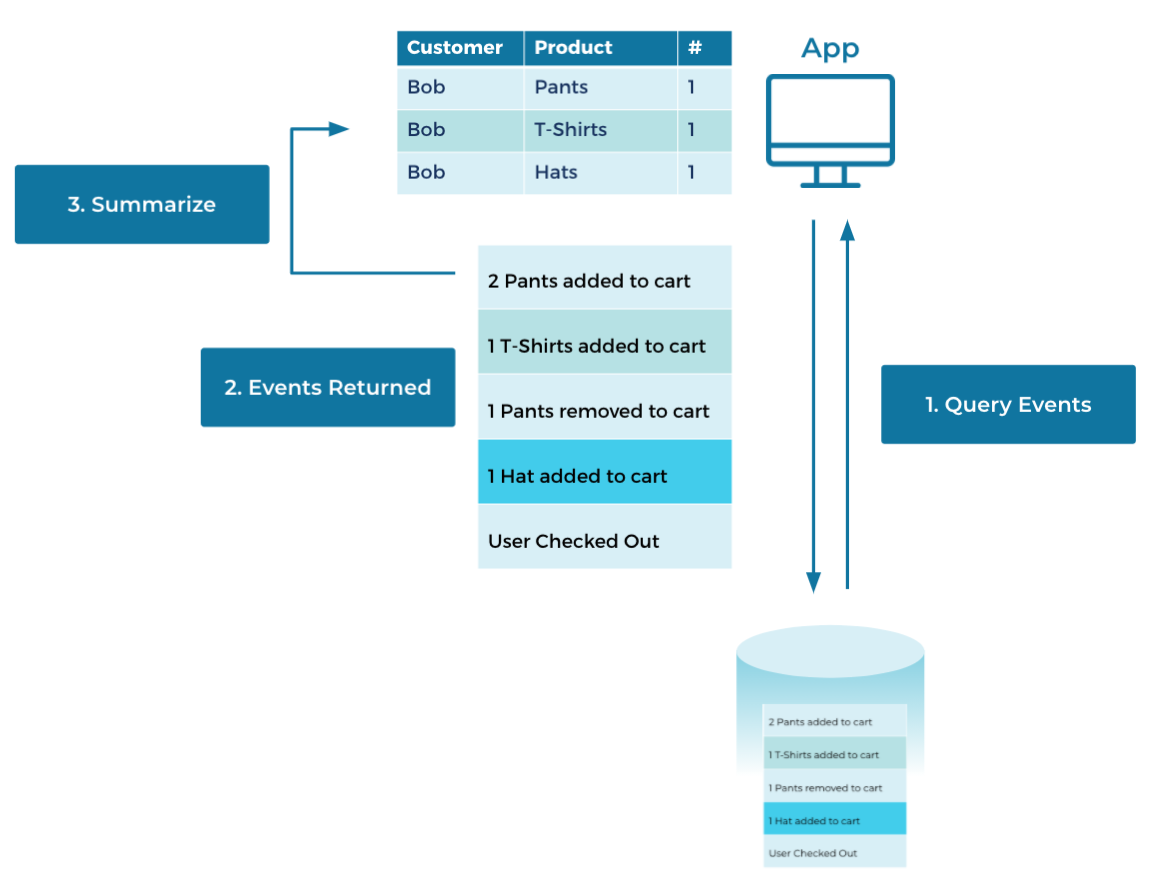 Customer Product #
Bob Pants 1
Bob T-Shirts 1
Bob Hats 1
App
3. Summarize
2 Pants added to cart
1 T-Shirts added to cart
1 Pants removed to cart
1 Hat added to cart
User Checked Out
2. Events Returned
1. Query Events
2 Pants added to cart
1 T-Shirts added to cart
1 Pants removed to cart
1 Hat added to cart
User Checked Out